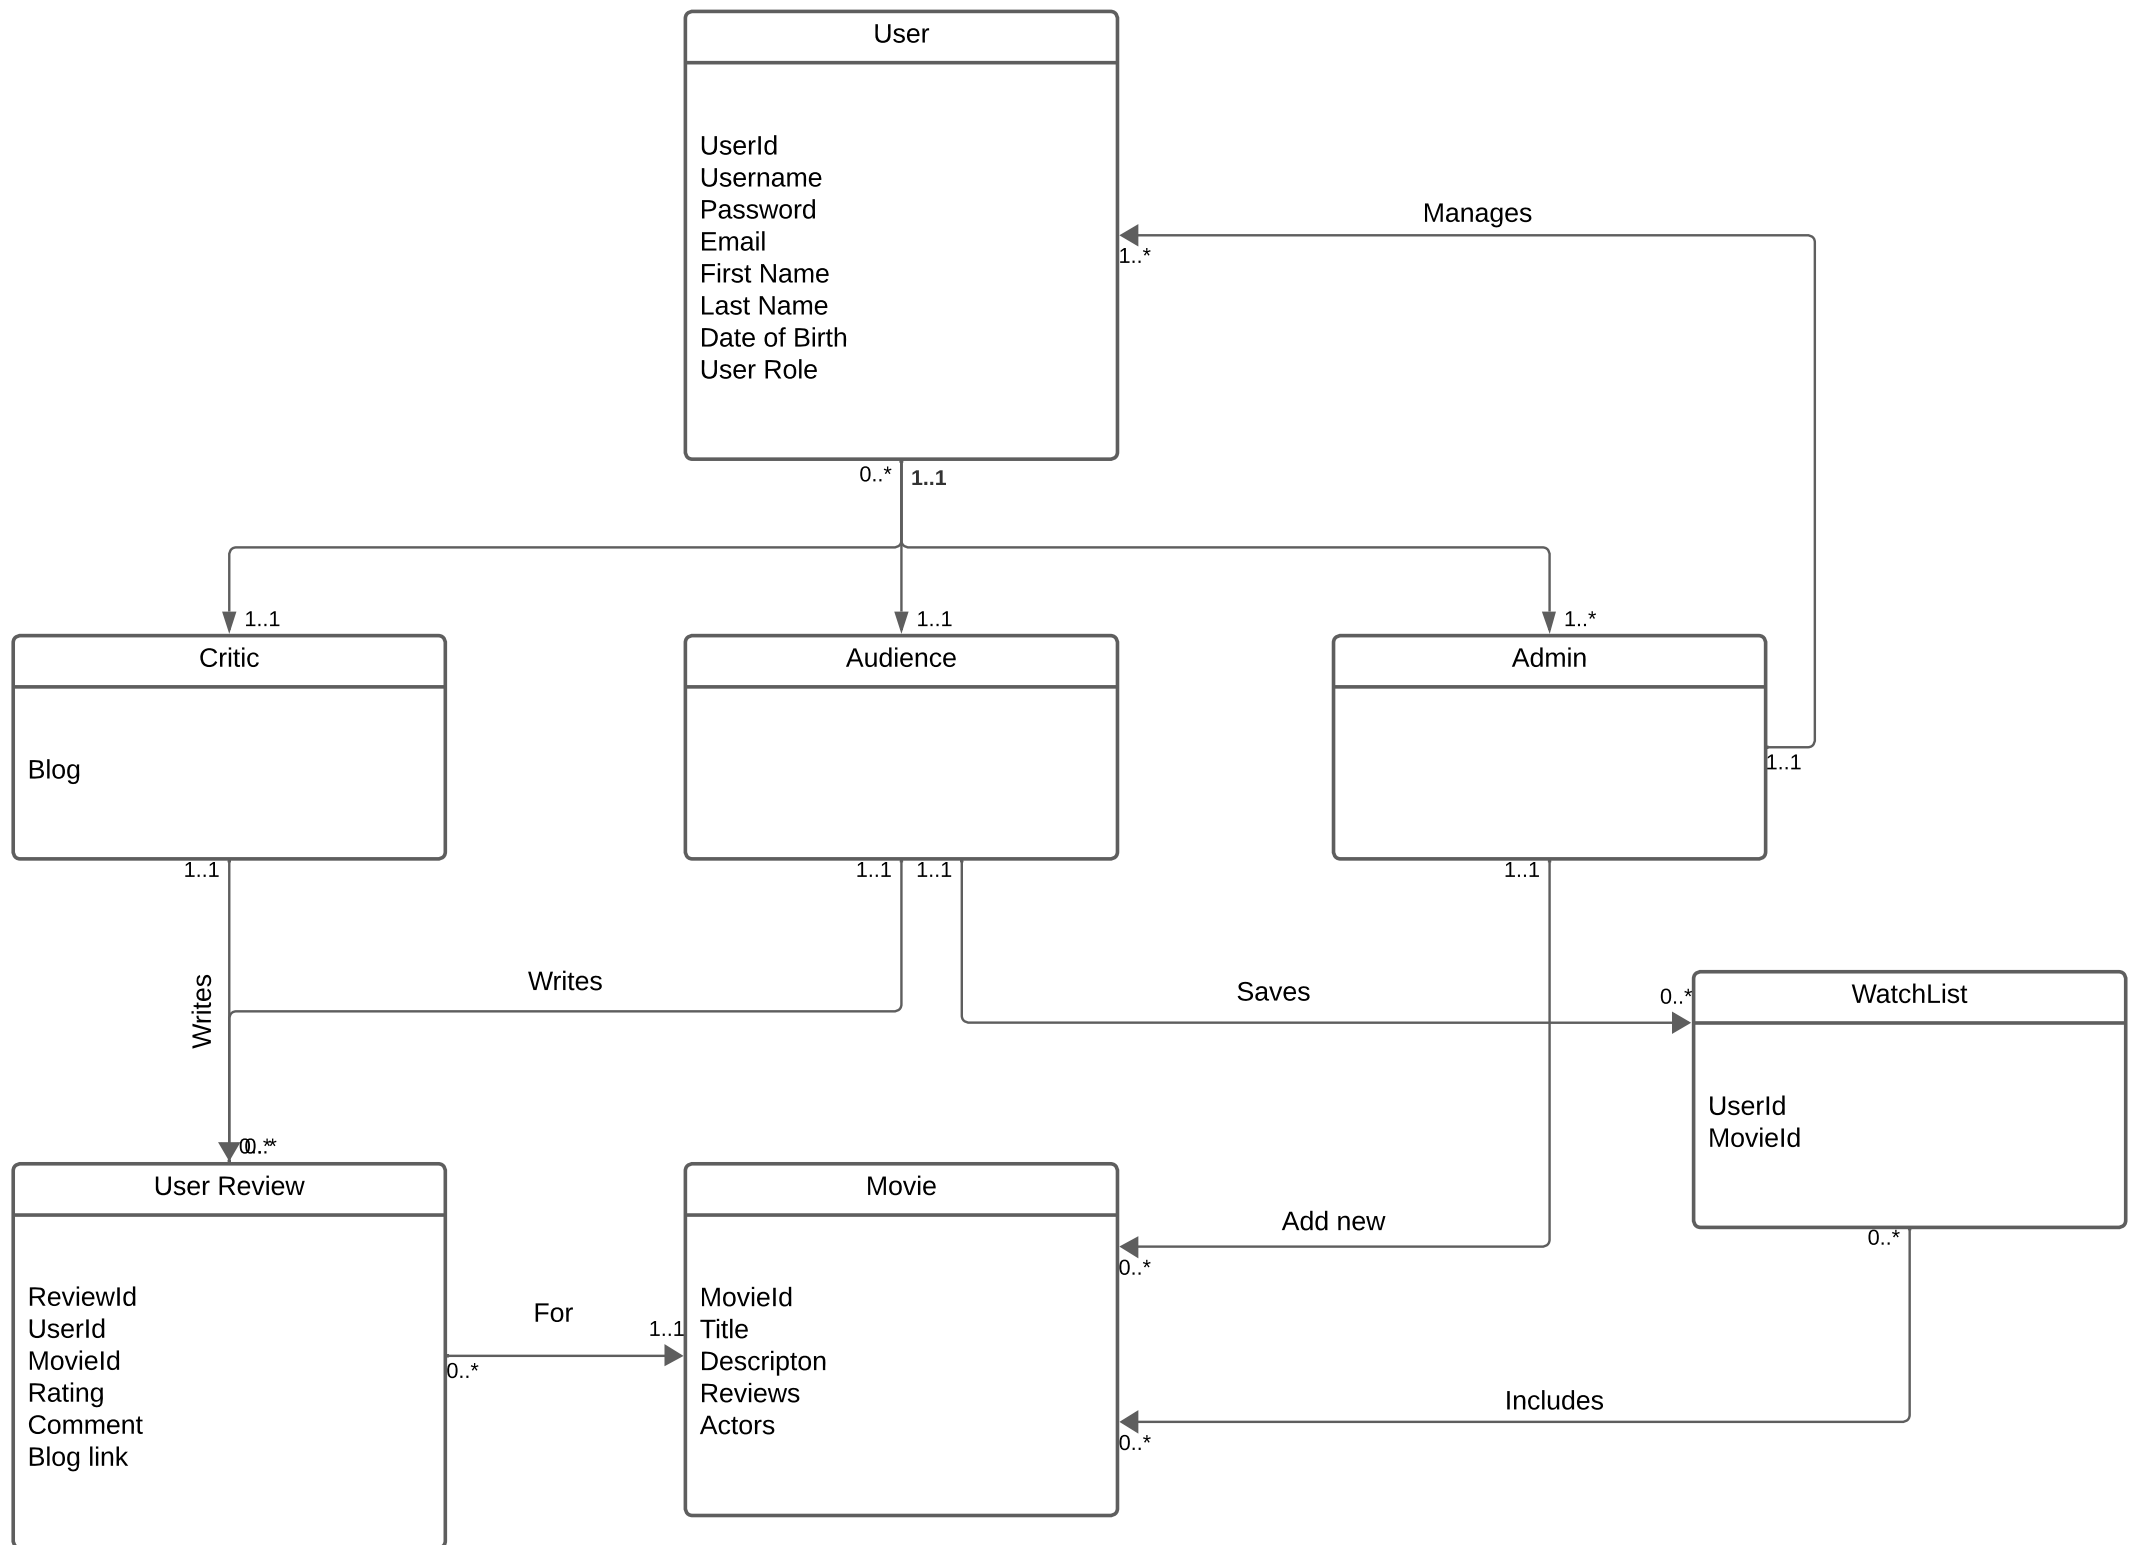 User
UserId
Username
Password
Email
First Name
Last Name
Date of Birth
User Role
Manages
1..*
0..*
1..1
1..1
1..1
1..*
Critic
Blog
Audience
Admin
1..1
1..1
1..1
1..1
1..1
Writes
Writes
Saves
0..*
WatchList
UserId
MovieId
0..*
0..*
0..*
User Review
ReviewId
UserId
MovieId
Rating
Comment
Blog link
For
1..1
0..*
Movie
MovieId
Title
Descripton
Reviews
Actors
Add new
0..*
Includes
0..*